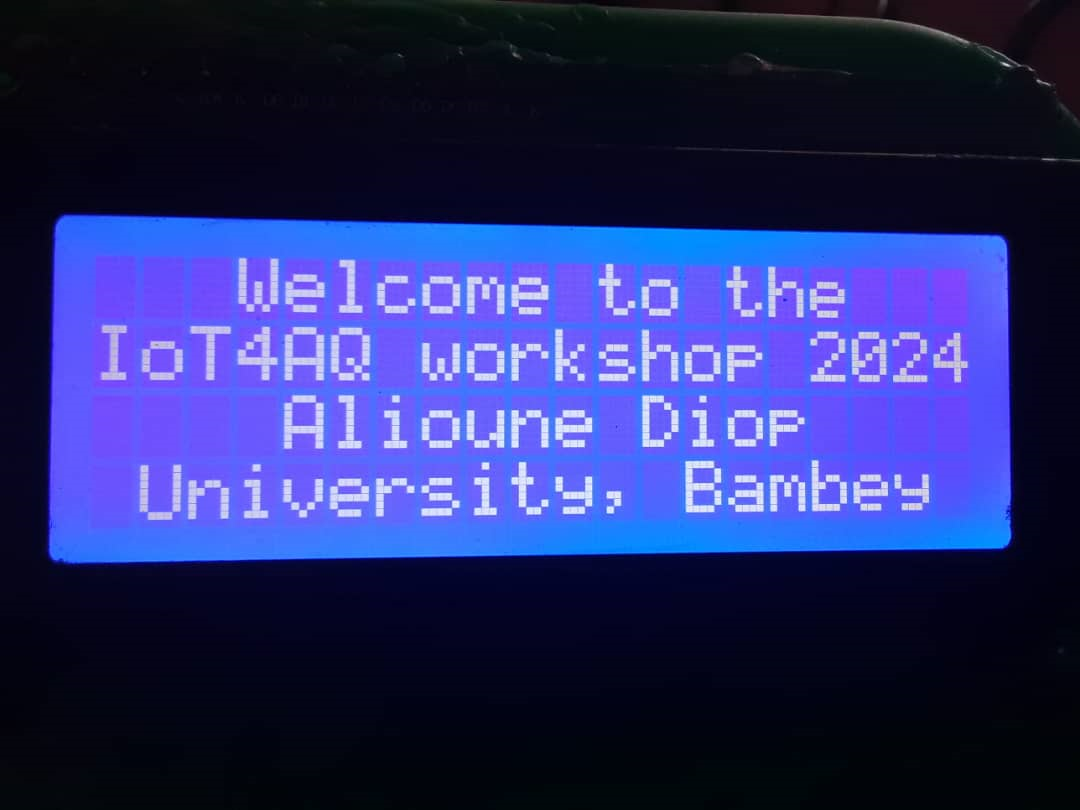 Welcome to the
IoT4AQ workshop 2024
Alioune Diop
University, Bambey